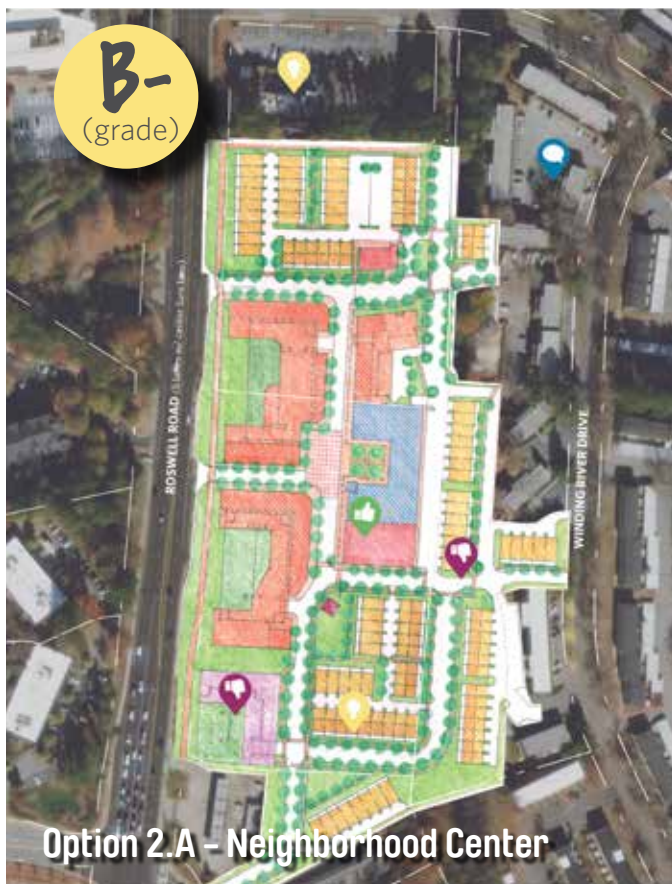 B-
(grade)
ROSWELL ROAD
WINDING RIVER DRIVE
Option 2.A - Neighborhood Center